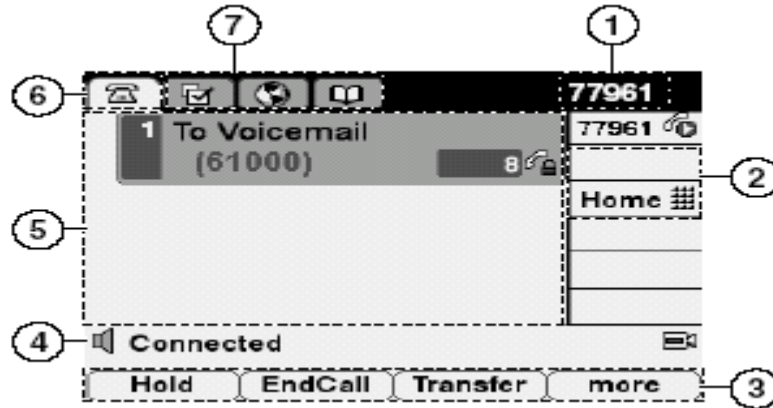 7
1
6
77961
1 To Voicemail
77961
(61000)
8
2
Home
5
4
Connected
Hold EndCall Transfer more
3